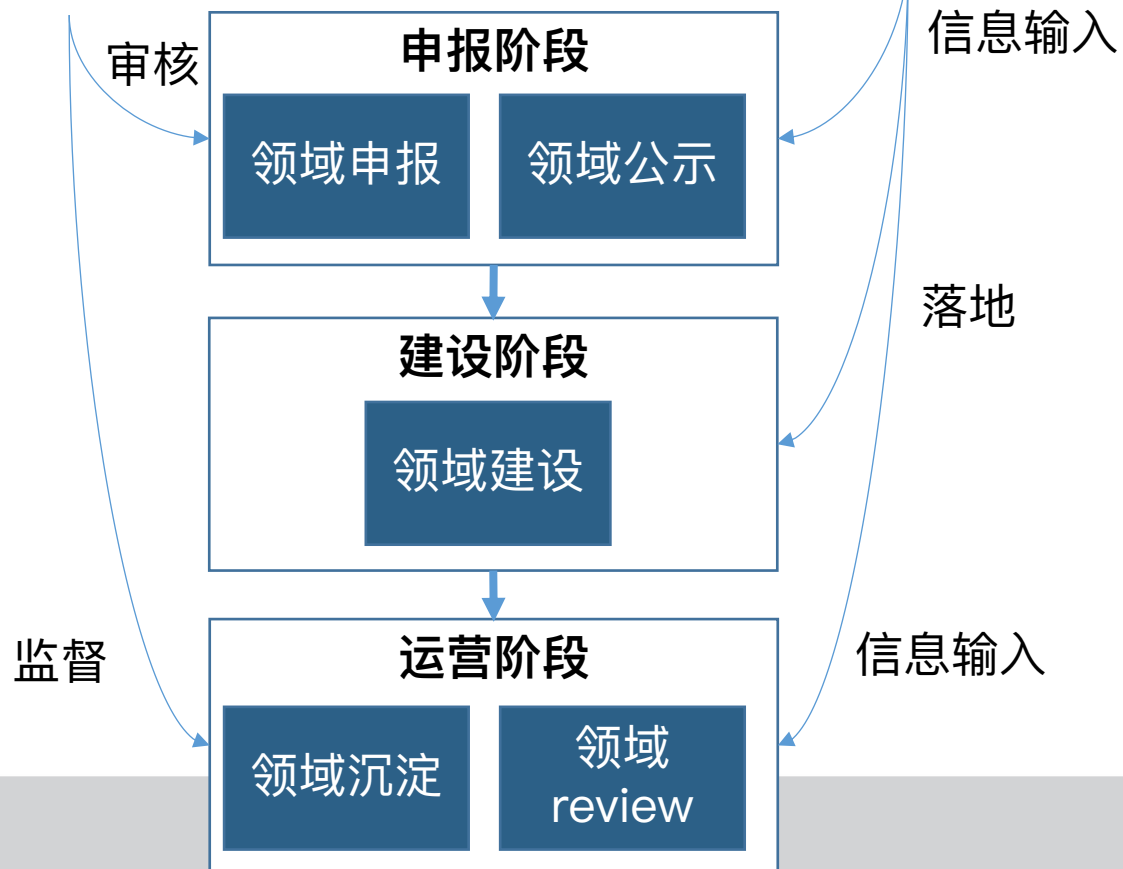 审核
申报阶段
信息输入
领域申报
领域公示
落地
建设阶段
领域建设
监督
运营阶段
信息输入
领域沉淀
领域
review